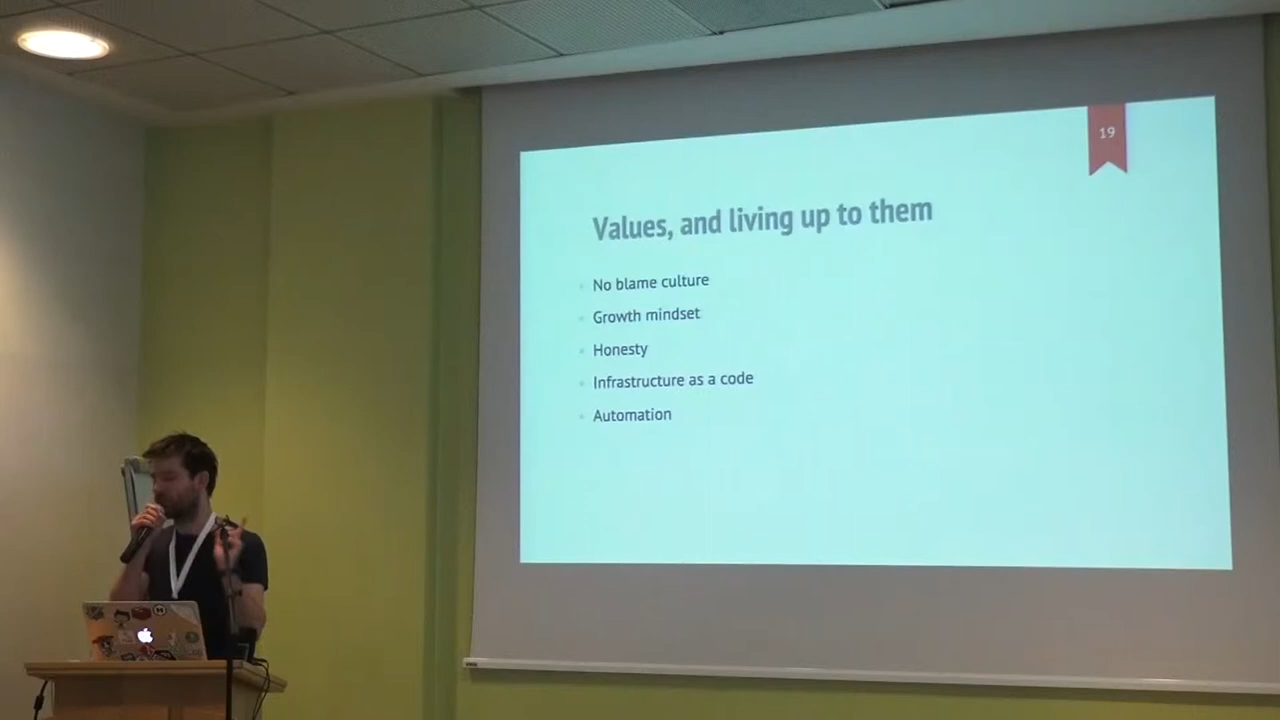 19
Values, and living up to them
No blame culture
Growth mindset
Honesty
Infrastructure as a code
Automation